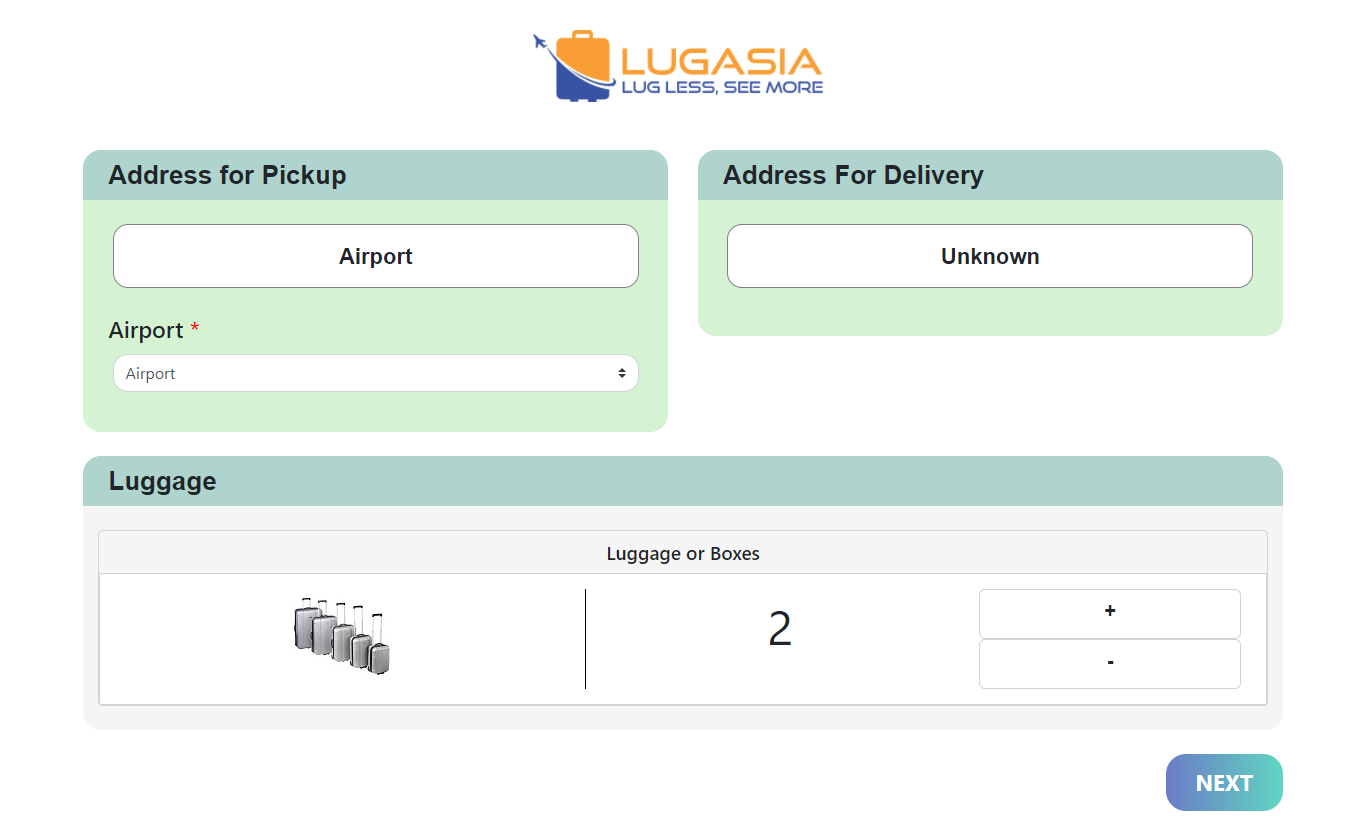 LUGASIA
LUG LESS, SEE MORE
Address for Pickup
Airport
Airport *
Airport
Address For Delivery
Unknown
Luggage
Luggage or Boxes
2
+
-
NEXT